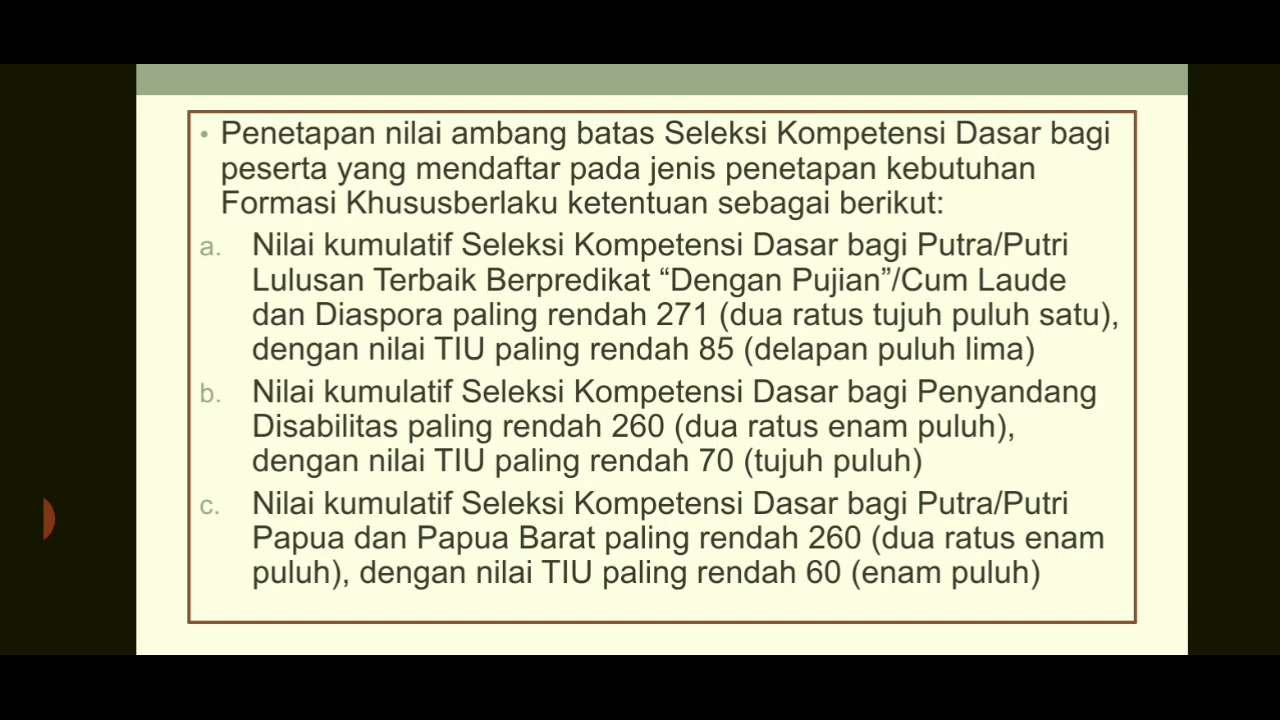 • Penetapan nilai ambang batas Seleksi Kompetensi Dasar bagi
peserta yang mendaftar pada jenis penetapan kebutuhan
Formasi Khususberlaku ketentuan sebagai berikut:
a. Nilai kumulatif Seleksi Kompetensi Dasar bagi Putra/Putri
Lulusan Terbaik Berpredikat “Dengan Pujian”/Cum Laude
dan Diaspora paling rendah 271 (dua ratus tujuh puluh satu),
dengan nilai TIU paling rendah 85 (delapan puluh lima)
b. Nilai kumulatif Seleksi Kompetensi Dasar bagi Penyandang
Disabilitas paling rendah 260 (dua ratus enam puluh),
dengan nilai TIU paling rendah 70 (tujuh puluh)
c. Nilai kumulatif Seleksi Kompetensi Dasar bagi Putra/Putri
Papua dan Papua Barat paling rendah 260 (dua ratus enam
puluh), dengan nilai TIU paling rendah 60 (enam puluh)